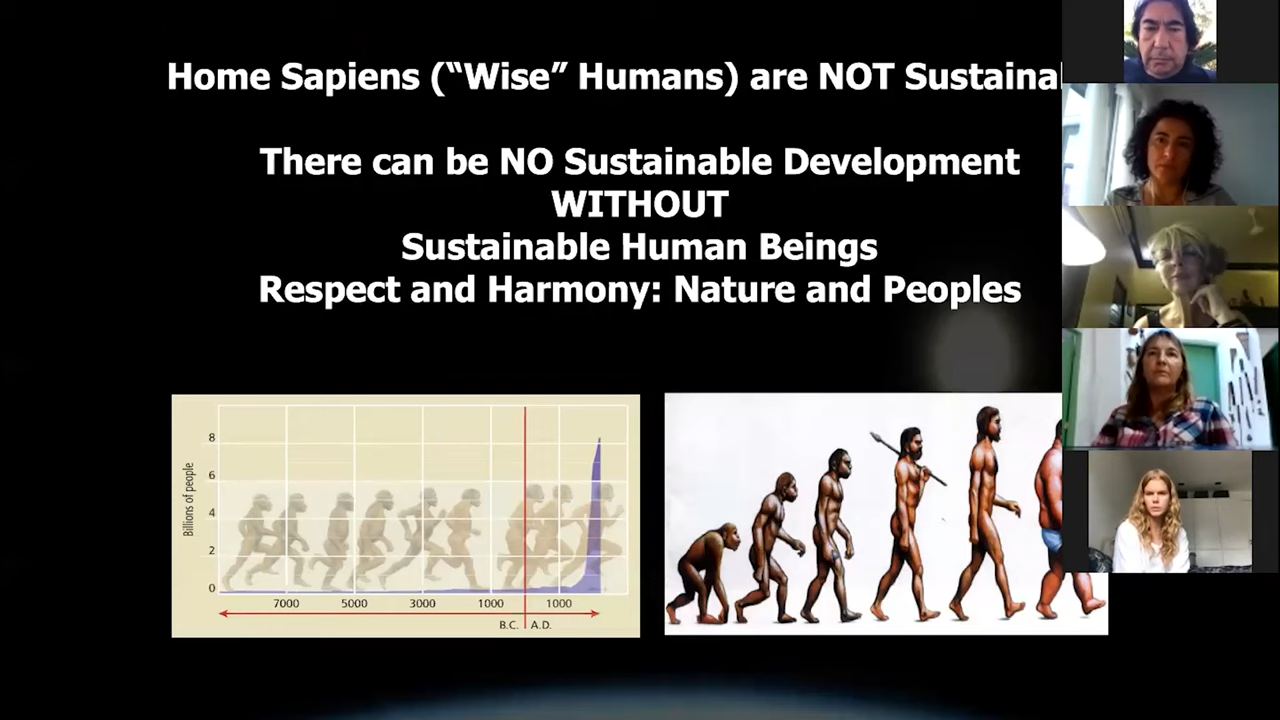 Home Sapiens (“Wise” Humans) are NOT Sustainal
There can be NO Sustainable Development
WITHOUT
Sustainable Human Beings
Respect and Harmony: Nature and Peoples
Billions of people
8
6
4
2
0
7000 5000 3000 1000 1000
B.C. A.D.